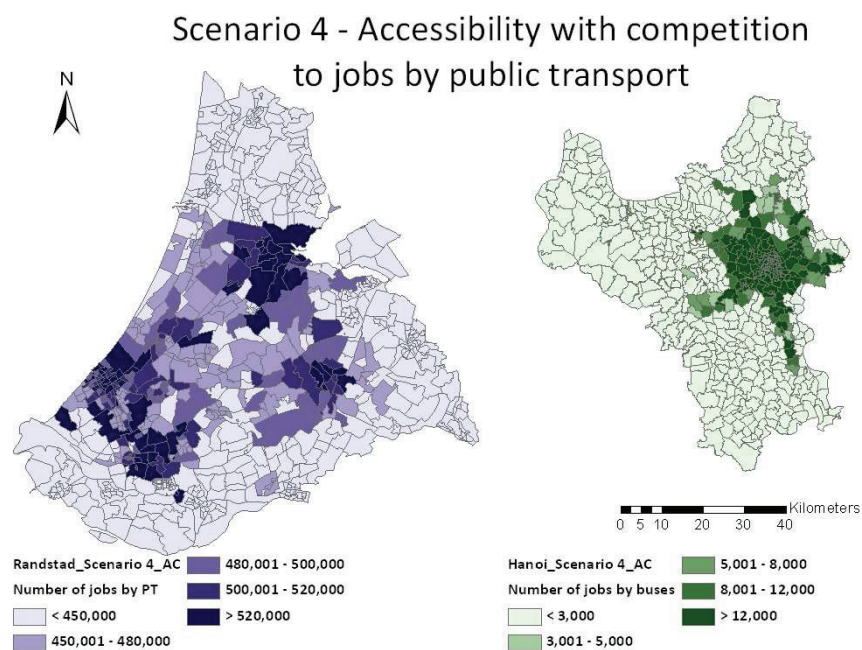 Scenario 4 - Accessibility with competition
to jobs by public transport
N
Kilometers
0 5 10 20 30 40
Randstad_Scenario 4_AC
Number of jobs by PT
< 450,000
450,001 - 480,000
480,001 - 500,000
500,001 - 520,000
> 520,000
Hanoi_Scenario 4_AC
Number of jobs by buses
< 3,000
3,001 - 5,000
5,001 - 8,000
8,001 - 12,000
> 12,000